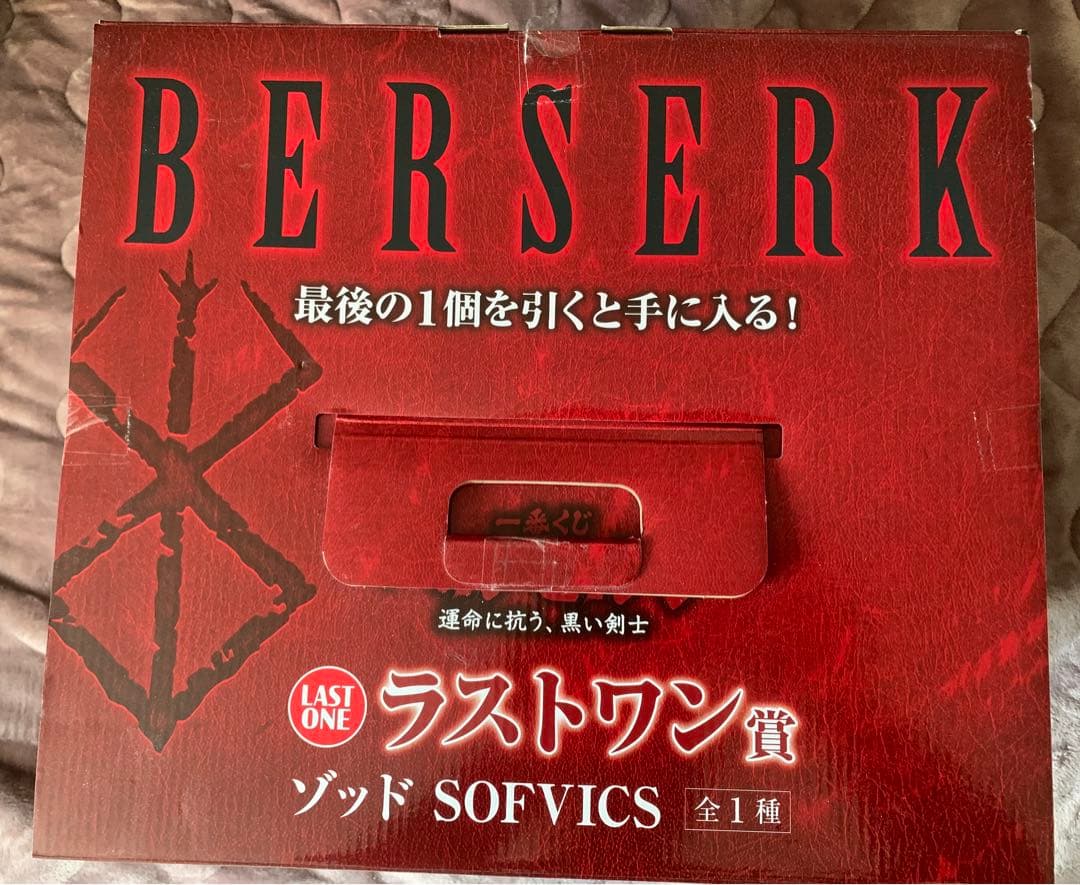 BERSERK
最後の1個を引くと手に入る!
一番くじ
運命に抗う、黒い剣士
LAST
ONE
ラストワン賞
ゾッド SOFVICS 全1種